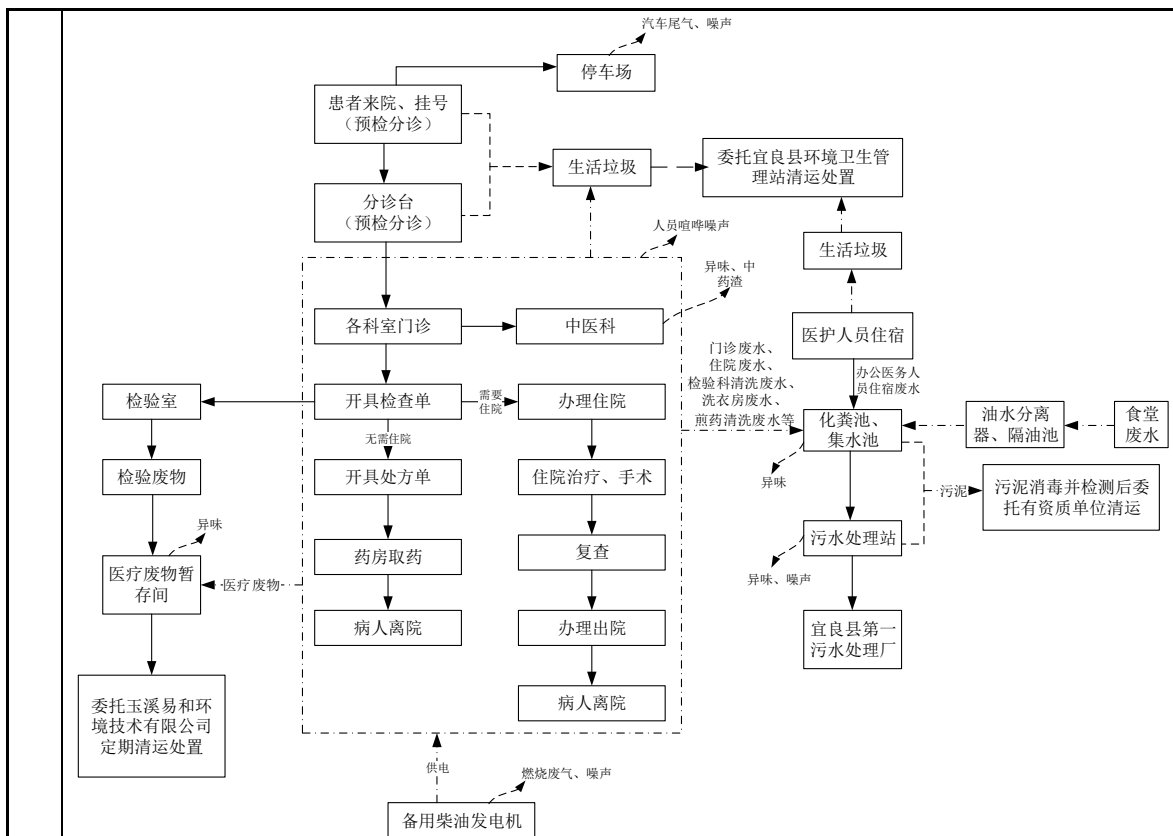 汽车尾气、噪声
停车场
患者来院、挂号
（预检分诊）
生活垃圾
委托宜良县环境卫生管
理站清运处置
分诊台
（预检分诊）
人员喧哗噪声
生活垃圾
异味、中
药渣
各科室门诊
中医科
医护人员住宿
门诊废水、
住院废水、
检验科清洗废水、
洗衣房废水、
煎药清洗废水等
办公医务人
员住宿废水
检验室
开具检查单
需要
住院
办理住院
化粪池、
集水池
油水分离
器、隔油池
食堂
废水
无需住院
检验废物
开具处方单
住院治疗、手术
异味
污泥
污泥消毒并检测后委
托有资质单位清运
异味
药房取药
复查
污水处理站
医疗废物暂
存间
医疗废物
异味、噪声
病人离院
办理出院
宜良县第一
污水处理厂
委托玉溪易和环
境技术有限公司
定期清运处置
病人离院
供电
燃烧废气、噪声
备用柴油发电机